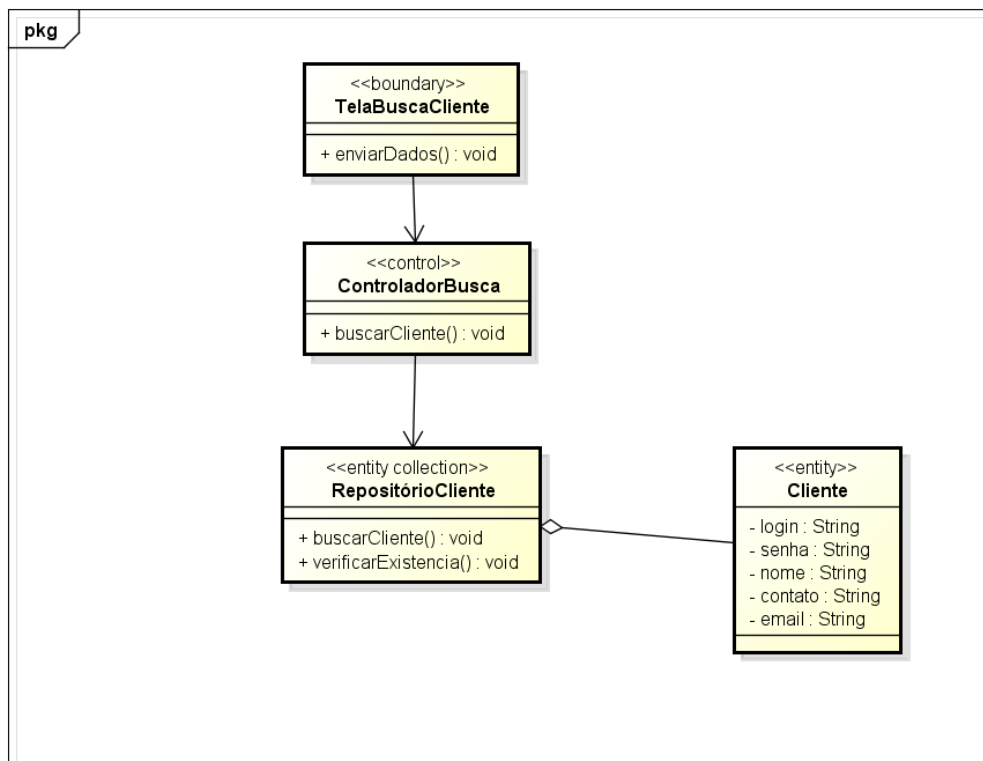 pkg
<<boundary>>
TelaBuscaCliente
+ enviarDados() : void
<<control>>
ControladorBusca
+ buscarCliente() : void
<<entity collection>>
RepositórioCliente
+ buscarCliente() : void
+ verificarExistencia() : void
<<entity>>
Cliente
- login : String
- senha : String
- nome : String
- contato : String
- email : String